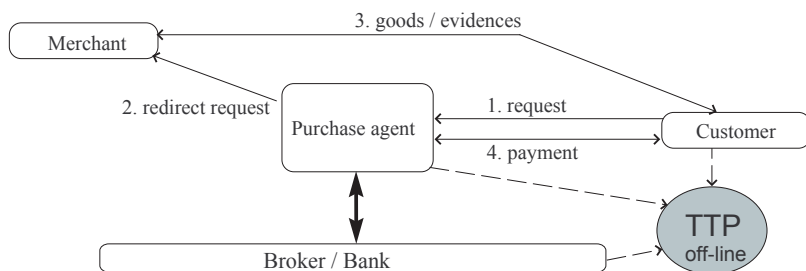 3. goods / evidences
Merchant
2. redirect request
Purchase agent
1. request
Customer
4. payment
TTP
off-line
Broker / Bank